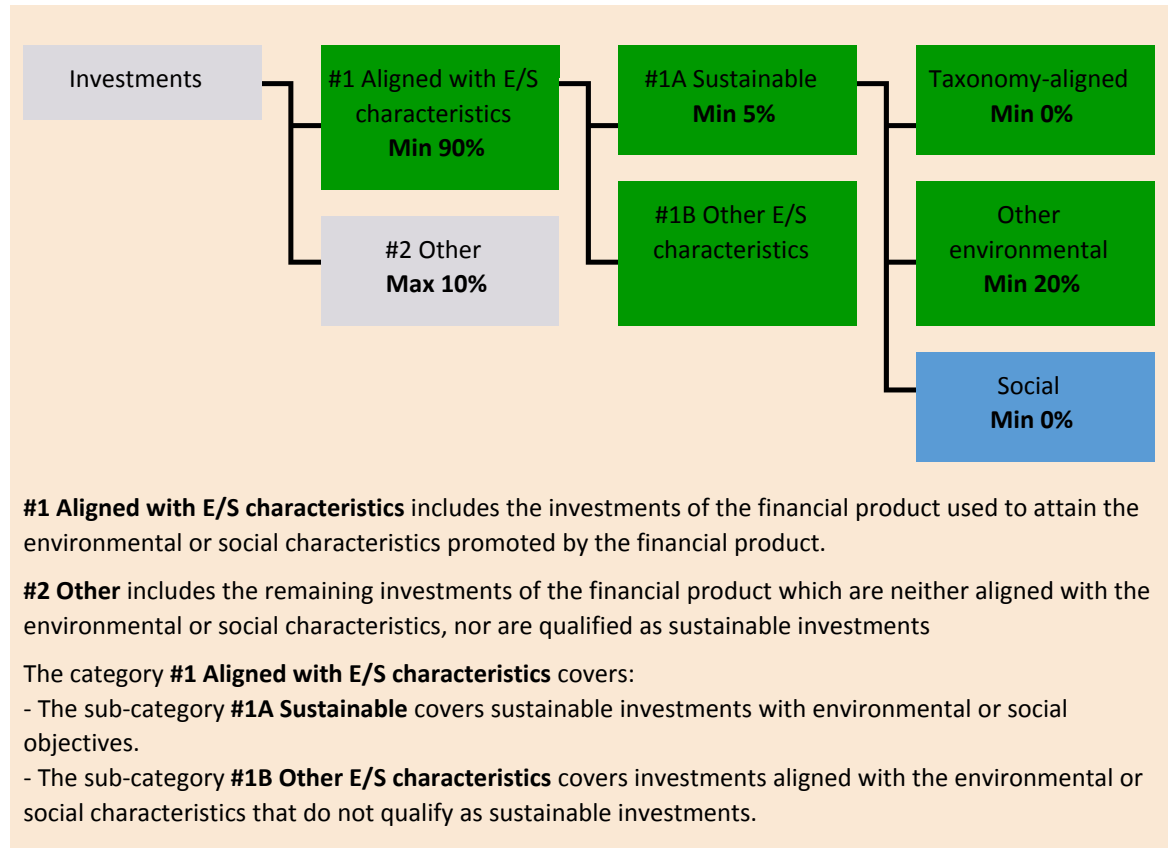 Investments
#1 Aligned with E/S
characteristics
Min 90%
#2 Other
Max 10%
#1A Sustainable
Min 5%
#1B Other E/S
characteristics
Taxonomy-aligned
Min 0%
Other
environmental
Min 20%
Social
Min 0%
#1 Aligned with E/S characteristics includes the investments of the financial product used to attain the
environmental or social characteristics promoted by the financial product.
#2 Other includes the remaining investments of the financial product which are neither aligned with the
environmental or social characteristics, nor are qualified as sustainable investments
The category #1 Aligned with E/S characteristics covers:
- The sub-category #1A Sustainable covers sustainable investments with environmental or social
objectives.
- The sub-category #1B Other E/S characteristics covers investments aligned with the environmental or
social characteristics that do not qualify as sustainable investments.